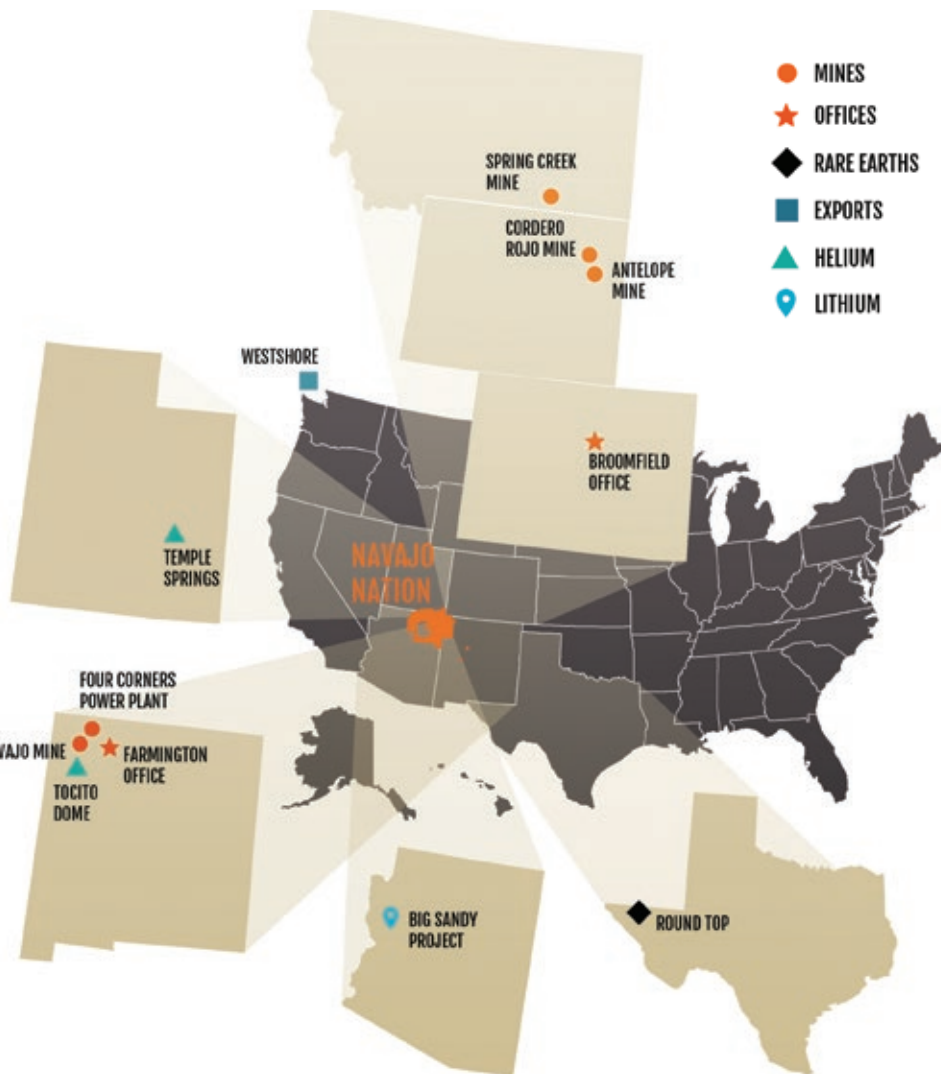 MINES
OFFICES
RARE EARTHS
EXPORTS
HELIUM
LITHIUM
SPRING CREEK
MINE
CORDERO
ROJO MINE
ANTELOPE
MINE
WESTSHORE
BROOMFIELD
OFFICE
TEMPLE
SPRINGS
NAVAJO
NATION
FOUR CORNERS
POWER PLANT
VAJO MINE
FARMINGTON
OFFICE
TOCITO
DOME
BIG SANDY
PROJECT
ROUND TOP